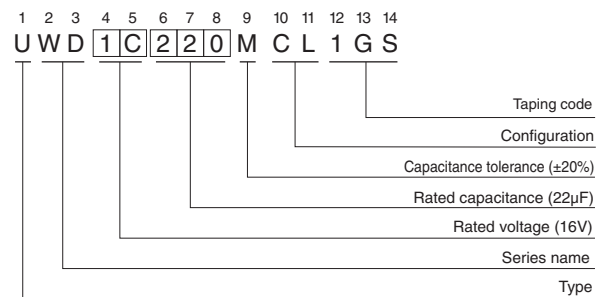 1 2 3 4 5 6 7 8 9 10 11 12 13 14
U W D 1 C 2 2 0 M C L 1 G S
Taping code
Configuration
Capacitance tolerance (±20%)
Rated capacitance (22µF)
Rated voltage (16V)
Series name
Type